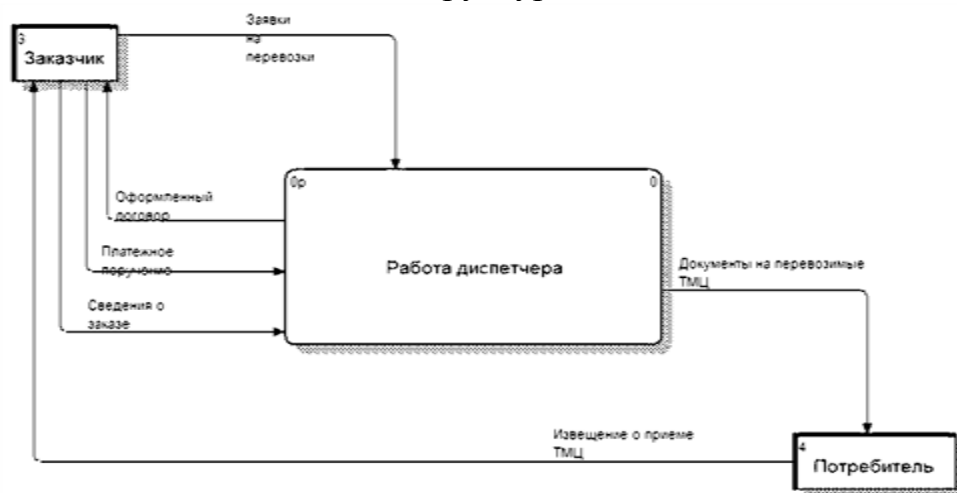 Заявки
на
перевозки
3
Заказчик
0р
0
Оформленный
договор
Платежное
поручение
Сведения о
заказе
Работа диспетчера
Документы на перевозимые
ТМЦ
Извещение о приеме
ТМЦ
4
Потребитель